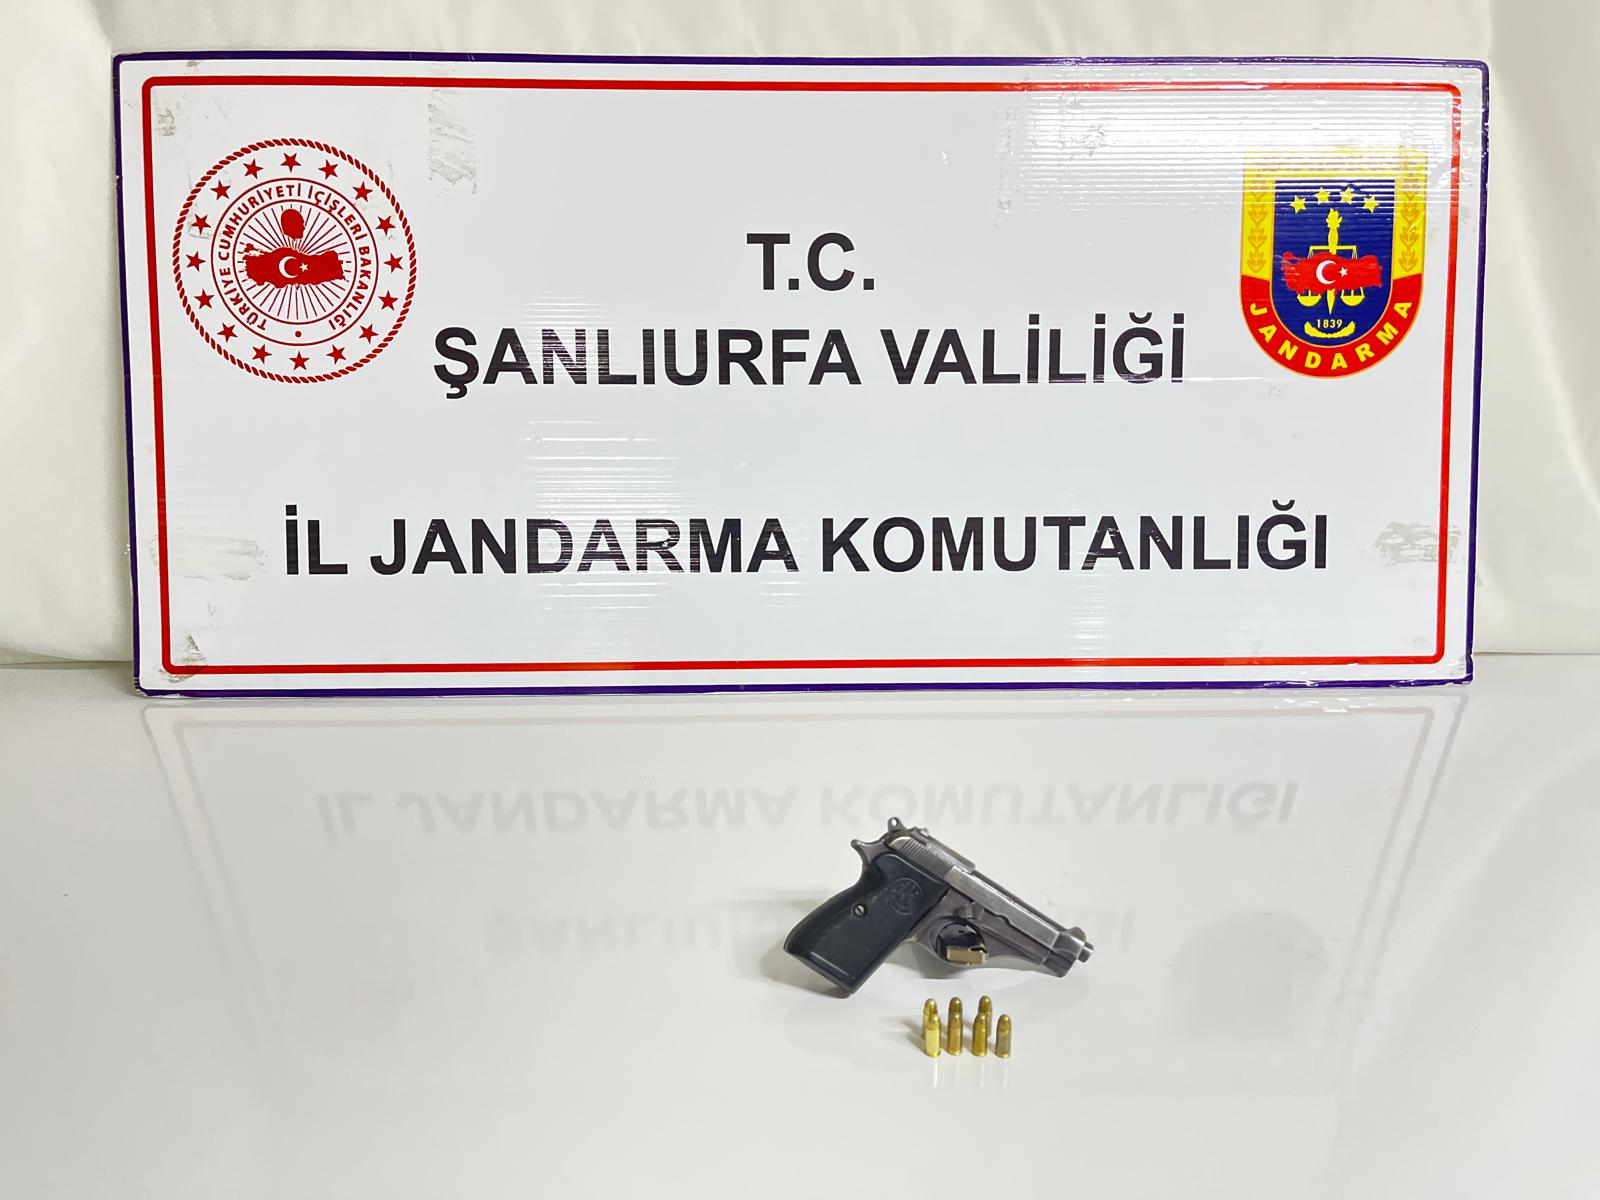 TÜRKİYE CUMHURİYETİ İÇİŞLERİ BAKANLIĞI
T.C.
ŞANLIURFA VALİLİĞİ
İL JANDARMA KOMUTANLIĞI
1839
JANDARMA